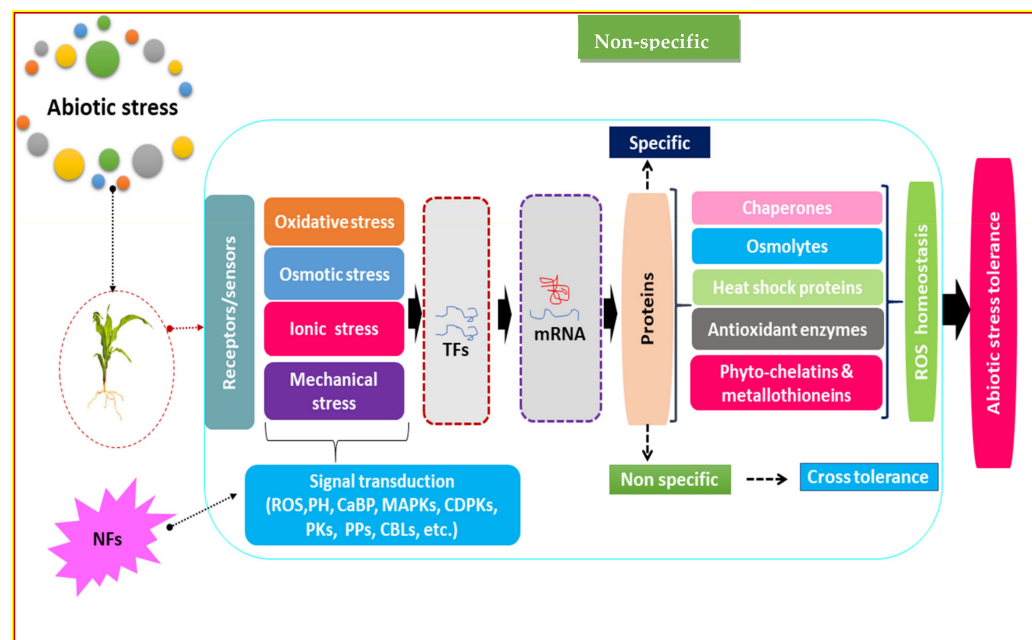 Non-specific
Abiotic stress
Receptors/sensors
Oxidative stress
Osmotic stress
Ionic stress
Mechanical
stress
TFs
mRNA
Proteins
Specific
Chaperones
Osmolytes
Heat shock proteins
Antioxidant enzymes
Phyto-chelatins &
metallothioneins
ROS homeostasis
Abiotic stress tolerance
Non specific
Cross tolerance
Signal transduction
(ROS,PH, CaBP, MAPKs, CDPKs,
PKs, PPs, CBLs, etc.)
NFs